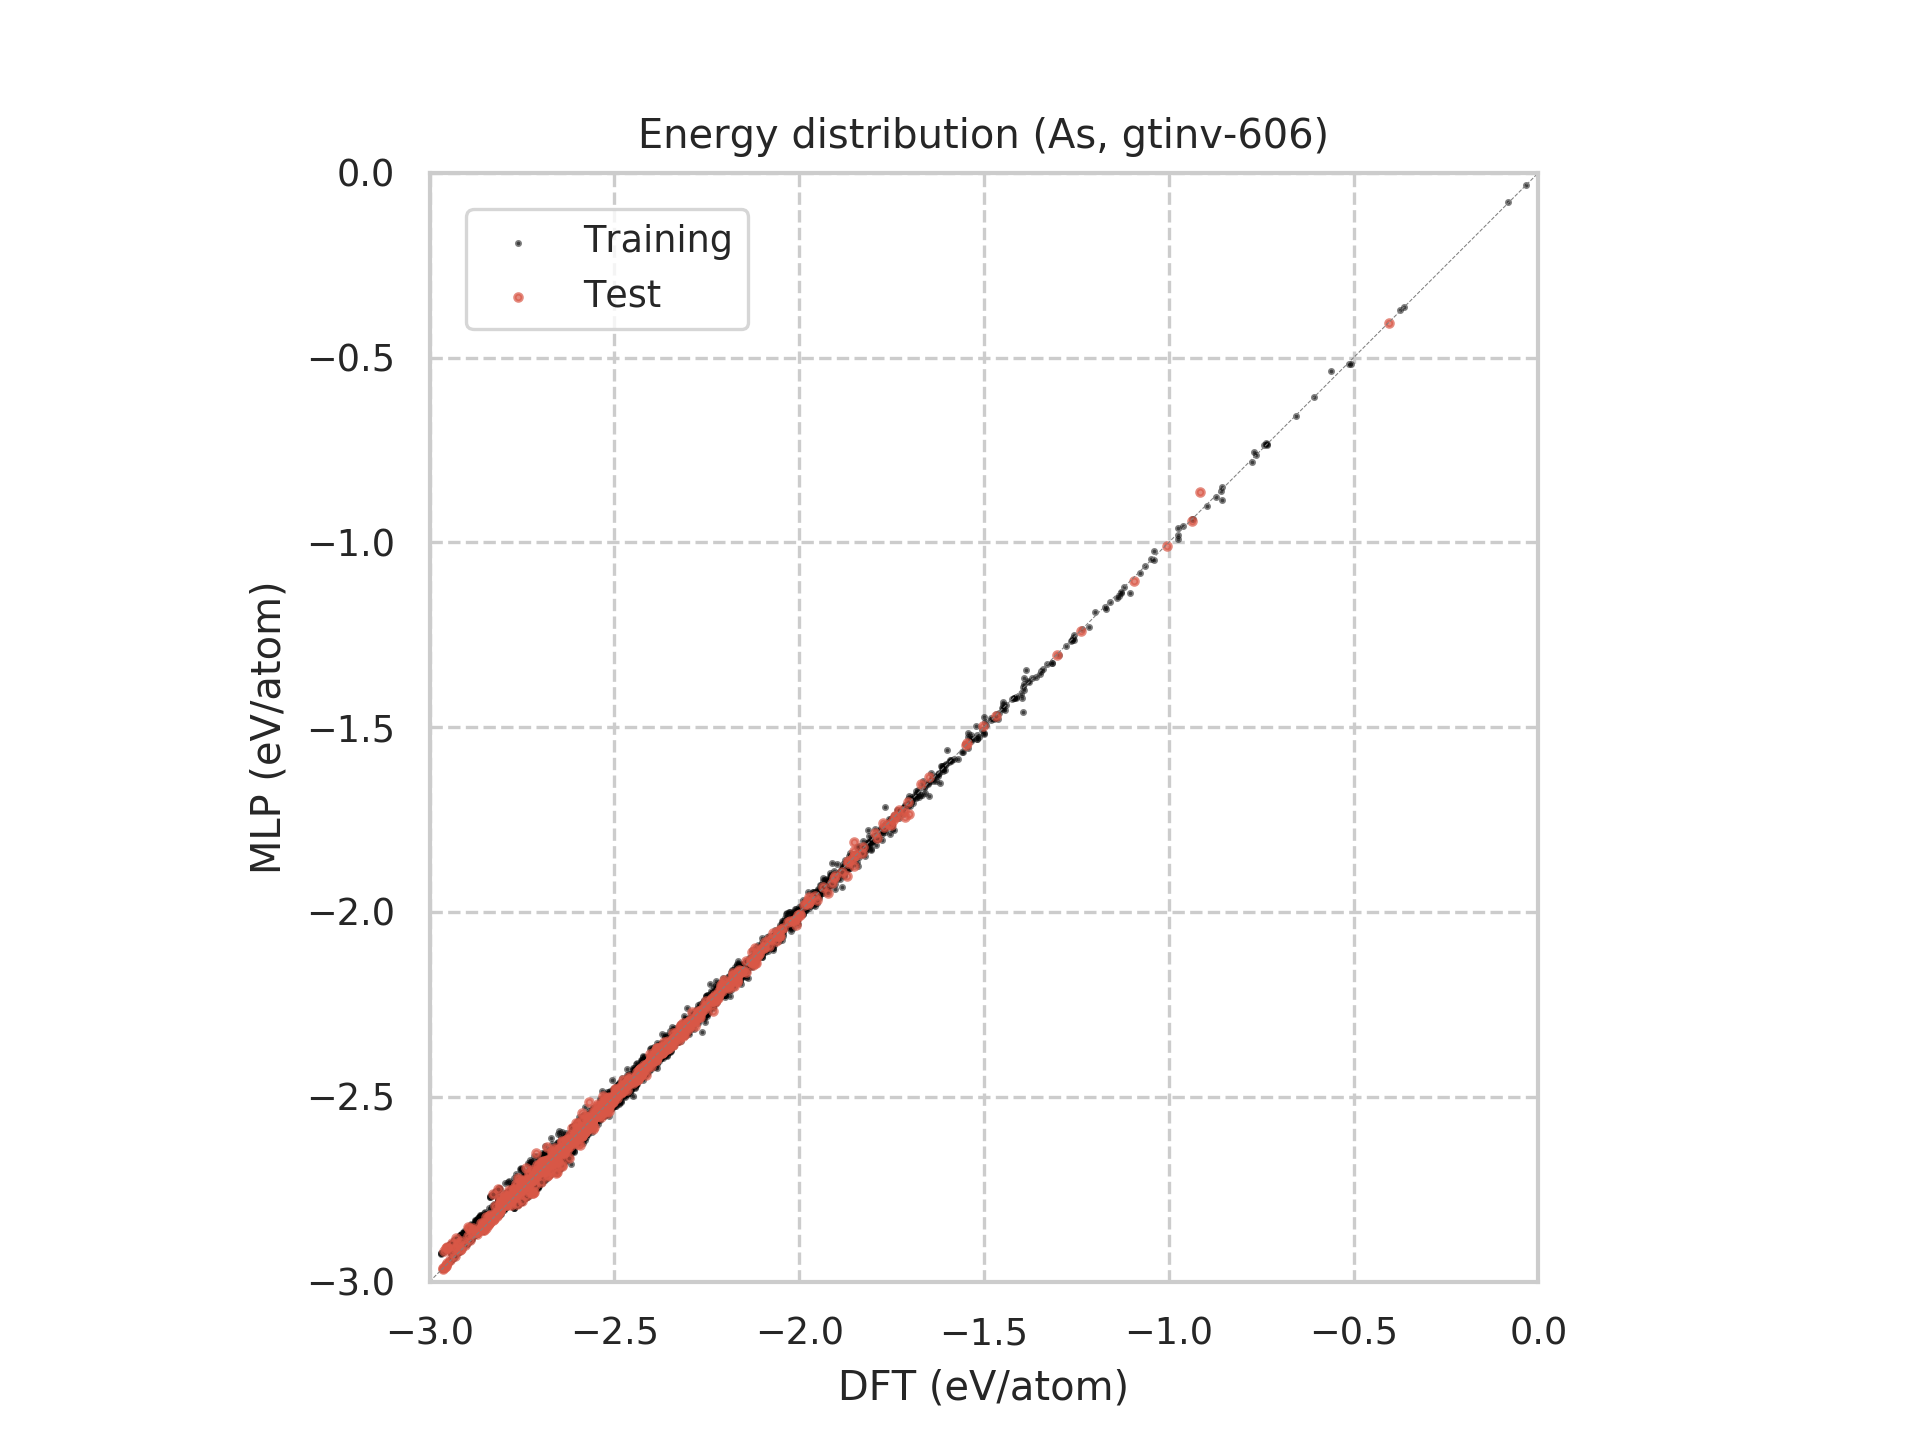 Energy distribution (As, gtinv-606)
0.0
−0.5
−1.0
−1.5
−2.0
−2.5
−3.0
Training
Test
MLP (eV/atom)
−3.0 −2.5 −2.0 −1.5 −1.0 −0.5 0.0
DFT (eV/atom)